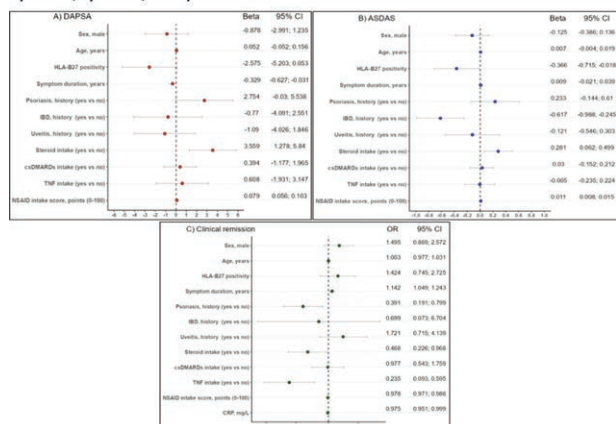 A) DAPSA
Beta 95% CI
Sex, male -0.878 -2.991; 1.235
Age, years 0.052 -0.052; 0.156
HLA-B27 positivity -2.575 -5.203; 0.053
Symptom duration, years -0.329 -0.627; -0.031
Psoriasis, history (yes vs no) 2.754 -0.03; 5.538
IBD, history (yes vs no) -0.77 -4.091; 2.551
Uveitis, history (yes vs no) -1.09 -4.026; 1.846
Steroid intake (yes vs no) 3.559 1.278; 5.84
csDMARDs intake (yes vs no) 0.394 -1.177; 1.965
TNF intake (yes vs no) 0.608 -1.931; 3.147
NSAID intake score, points (0-100) 0.079 0.056; 0.103
-6 -5 -4 -3 -2 -1 0 1 2 3 4 5 6
B) ASDAS
Beta 95% CI
Sex, male -0.125 -0.386; 0.136
Age, years 0.007 -0.004; 0.019
HLA-B27 positivity -0.366 -0.715; -0.018
Symptom duration, years 0.009 -0.021; 0.039
Psoriasis, history (yes vs no) 0.233 -0.144; 0.61
IBD, history (yes vs no) -0.617 -0.988; -0.245
Uveitis, history (yes vs no) -0.121 -0.546; 0.303
Steroid intake (yes vs no) 0.281 0.062; 0.499
csDMARDs intake (yes vs no) 0.03 -0.152; 0.212
TNF intake (yes vs no) -0.005 -0.235; 0.224
NSAID intake score, points (0-100) 0.011 0.008; 0.015
C) Clinical remission
OR 95% CI
Sex, male 1.495 0.869; 2.572
Age, years 1.003 0.977; 1.031
HLA-B27 positivity 1.424 0.745; 2.725
Symptom duration, years 1.142 1.049; 1.243
Psoriasis, history (yes vs no) 0.391 0.191; 0.799
IBD, history (yes vs no) 0.699 0.073; 6.704
Uveitis, history (yes vs no) 1.721 0.715; 4.139
Steroid intake (yes vs no) 0.468 0.226; 0.968
csDMARDs intake (yes vs no) 0.977 0.543; 1.759
TNF intake (yes vs no) 0.235 0.093; 0.595
NSAID intake score, points (0-100) 0.978 0.971; 0.986
CRP, mg/L 0.975 0.951; 0.999